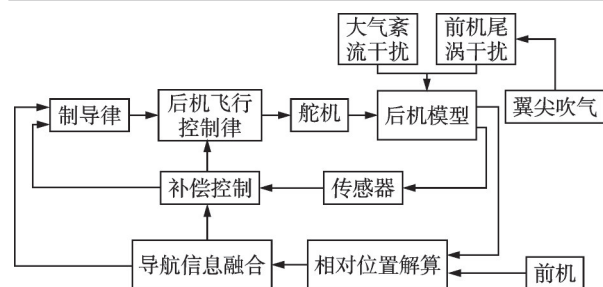 大气紊
流干扰
前机尾
涡干扰
制导律
后机飞行
控制律
舵机
后机模型
翼尖吹气
补偿控制
传感器
导航信息融合
相对位置解算
前机